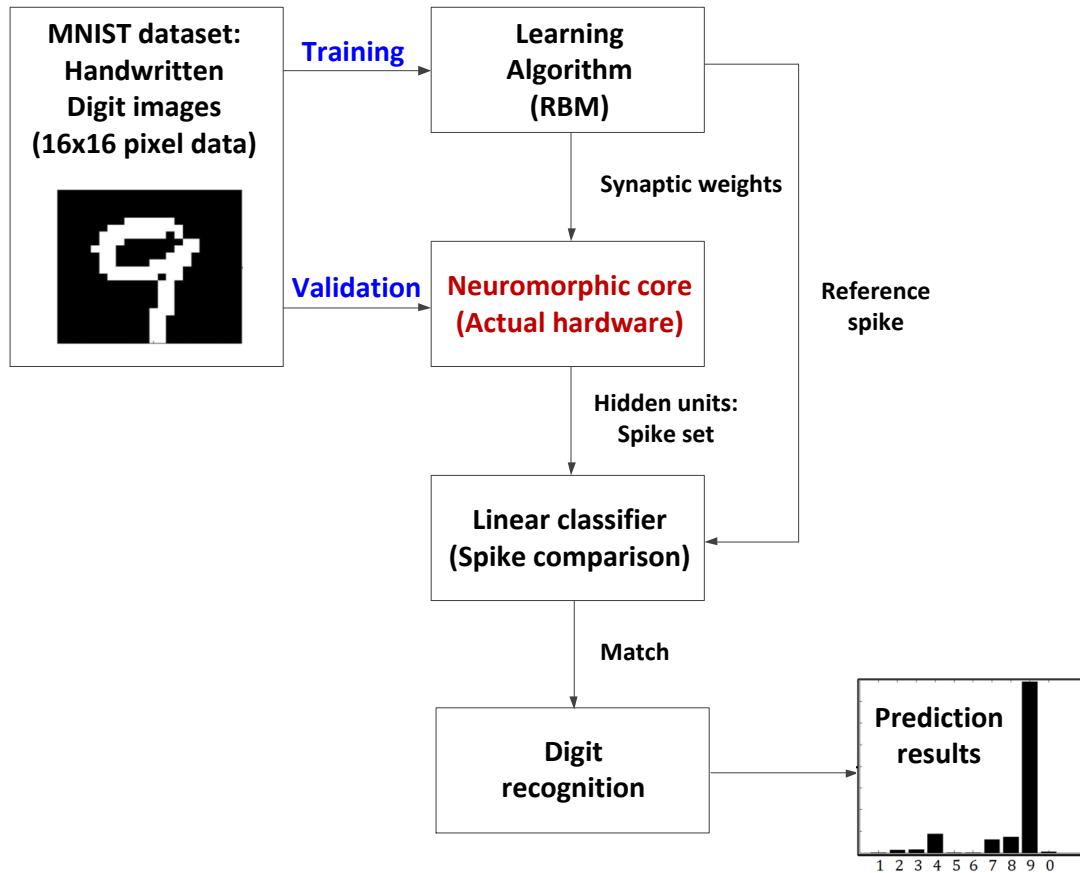 MNIST dataset:
Handwritten
Digit images
(16x16 pixel data)
Training
Learning
Algorithm
(RBM)
Synaptic weights
Validation
Neuromorphic core
(Actual hardware)
Reference
spike
Hidden units:
Spike set
Linear classifier
(Spike comparison)
Match
Digit
recognition
Prediction
results
1 2 3 4 5 6 7 8 9 0